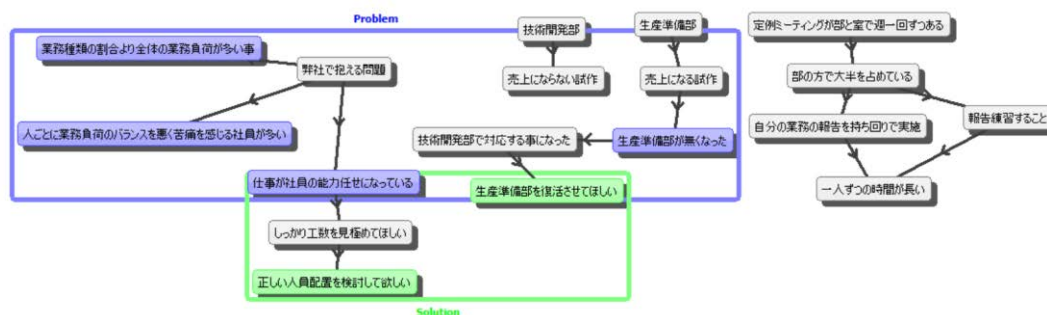 Problem
業務種類の割合より全体の業務負荷が多い事
弊社で抱える問題
人ごとに業務負荷のバランスを悪く苦痛を感じる社員が多い
仕事が社員の能力任せになっている
しっかり工数を見極めてほしい
正しい人員配置を検討して欲しい
技術開発部
売上にならない試作
生産準備部
売上になる試作
生産準備部が無くなった
技術開発部で対応する事になった
生産準備部を復活させてほしい
Solution
定例ミーティングが部と室で週一回ずつある
部の方で大半を占めている
自分の業務の報告を持ち回りで実施
報告練習すること
一人ずつの時間が長い